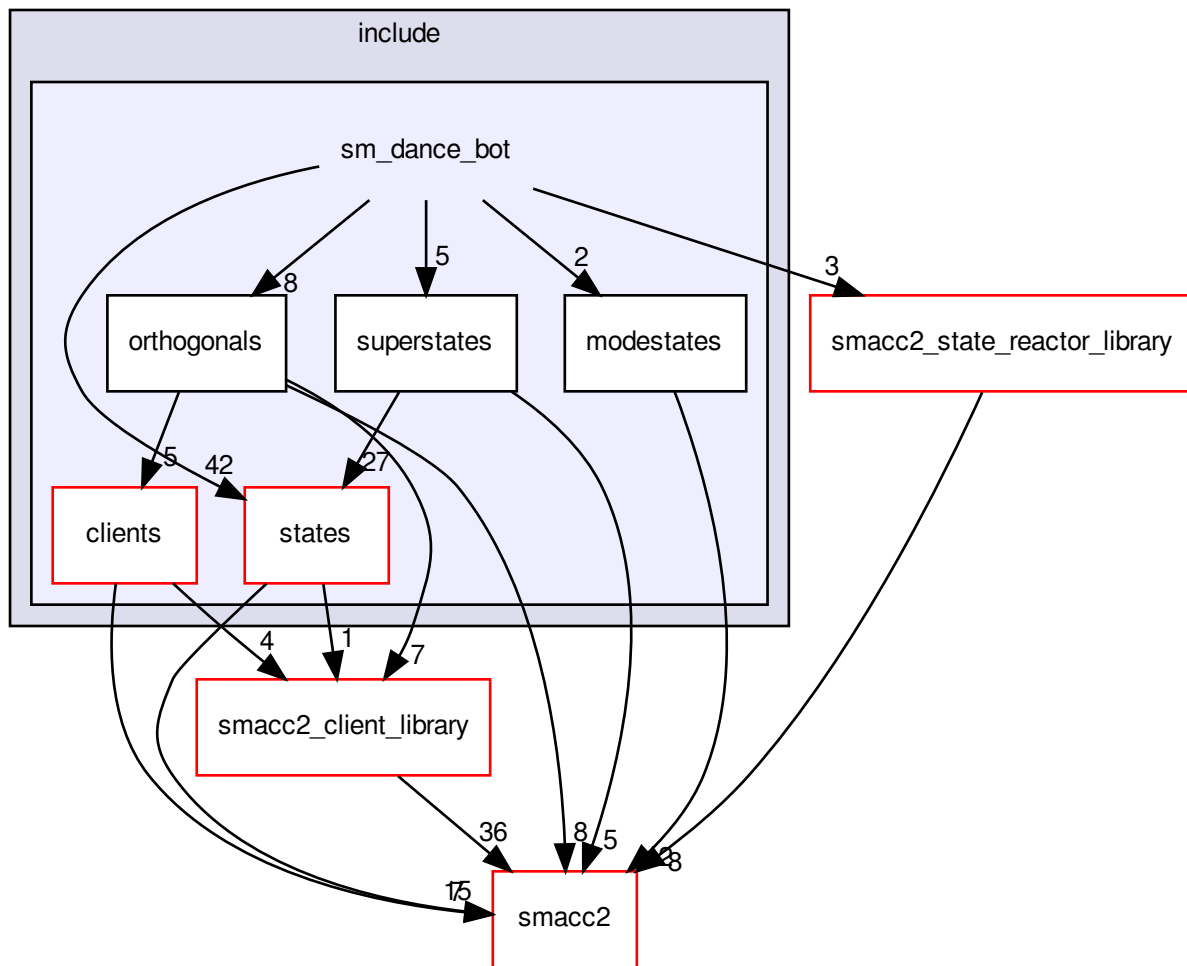 include
sm_dance_bot
8
5
2
3
orthogonals
superstates
modestates
smacc2_state_reactor_library
5
42
27
clients
states
4
1
7
smacc2_client_library
36
8
5
8
smacc2